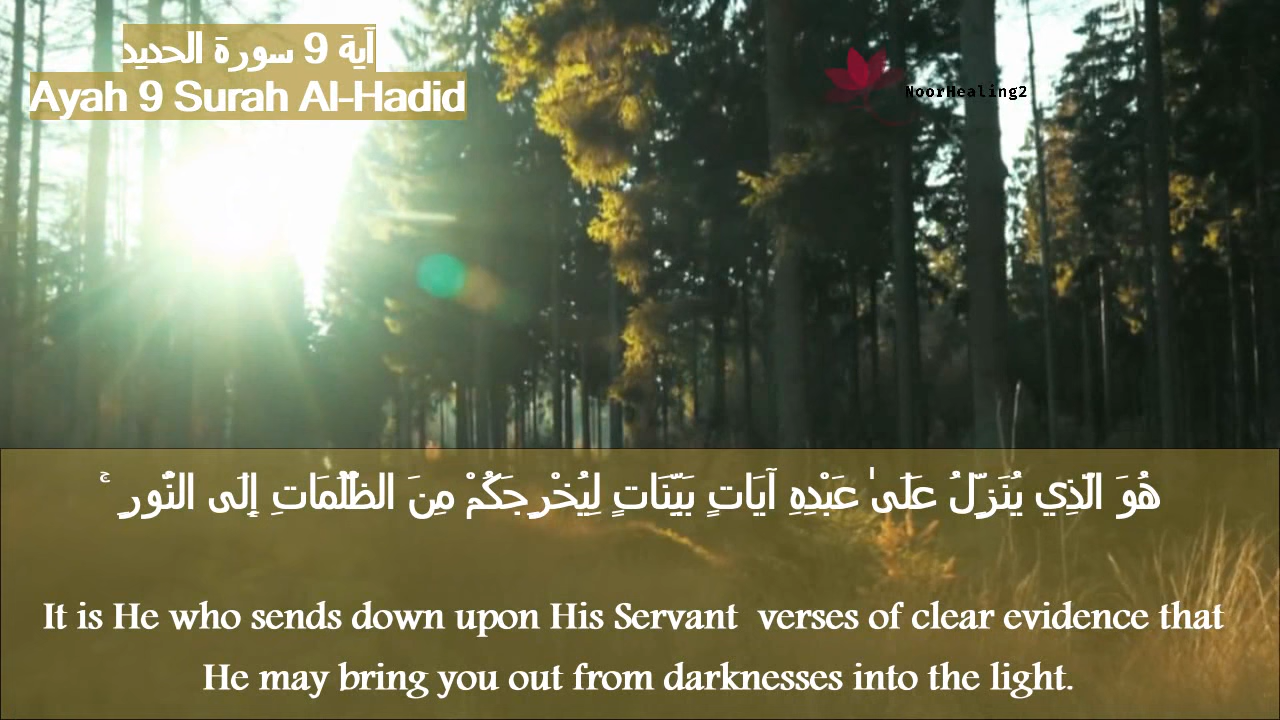 آية 9 سورة الحديد
Ayah 9 Surah Al-Hadid
NoorHealing2
هُوَ الَّذِي يُنَزِّلُ عَلَىٰ عَبْدِهِ آيَاتٍ بَيِّنَاتٍ لِيُخْرِجَكُمْ مِنَ الظُّلُمَاتِ إِلَى النُّورِ ۚ
It is He who sends down upon His Servant verses of clear evidence that
He may bring you out from darknesses into the light.